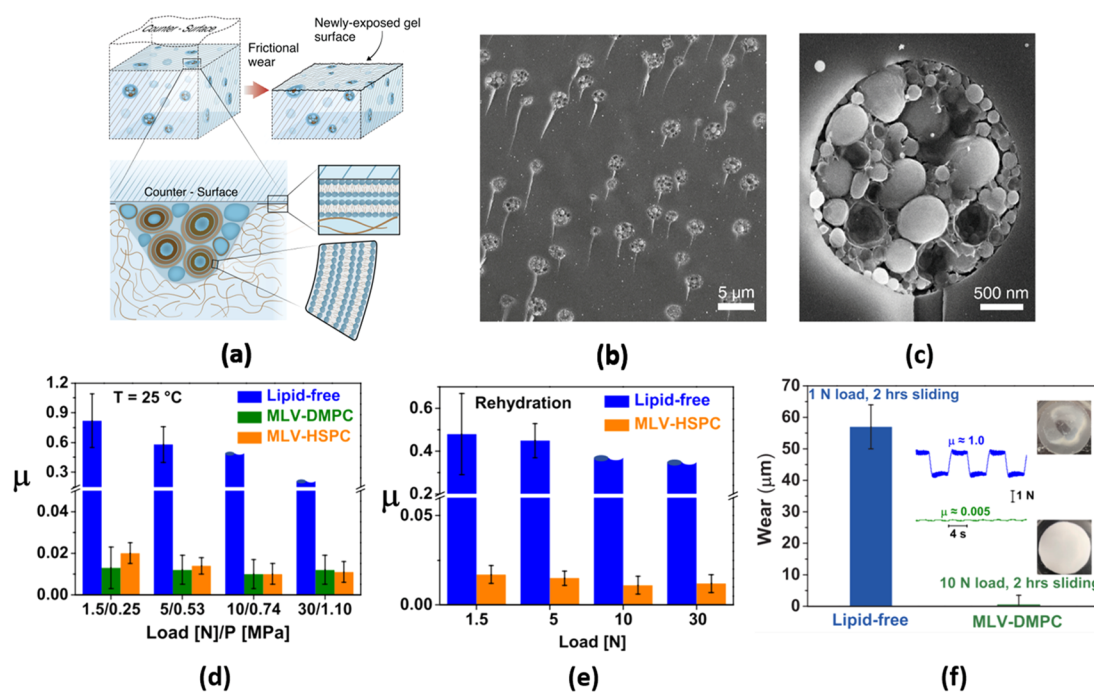 Counter - Surface
Frictional
wear
Newly-exposed gel
surface
Counter - Surface
(a)
5 µm
(b)
500 nm
(c)
1.2
0.9
0.6
0.3
0.04
0.02
0.00
μ
T = 25 °C
Lipid-free
MLV-DMPC
MLV-HSPC
1.5/0.25 5/0.53 10/0.74 30/1.10
Load [N]/P [MPa]
(d)
0.6
0.4
0.2
0.05
0.00
μ
Rehydration
Lipid-free
MLV-HSPC
1.5 5 10 30
Load [N]
(e)
70
60
50
40
30
20
10
0
Wear (µm)
1 N load, 2 hrs sliding
μ ≈ 1.0
1 N
μ ≈ 0.005
4 s
10 N load, 2 hrs sliding
Lipid-free MLV-DMPC
(f)